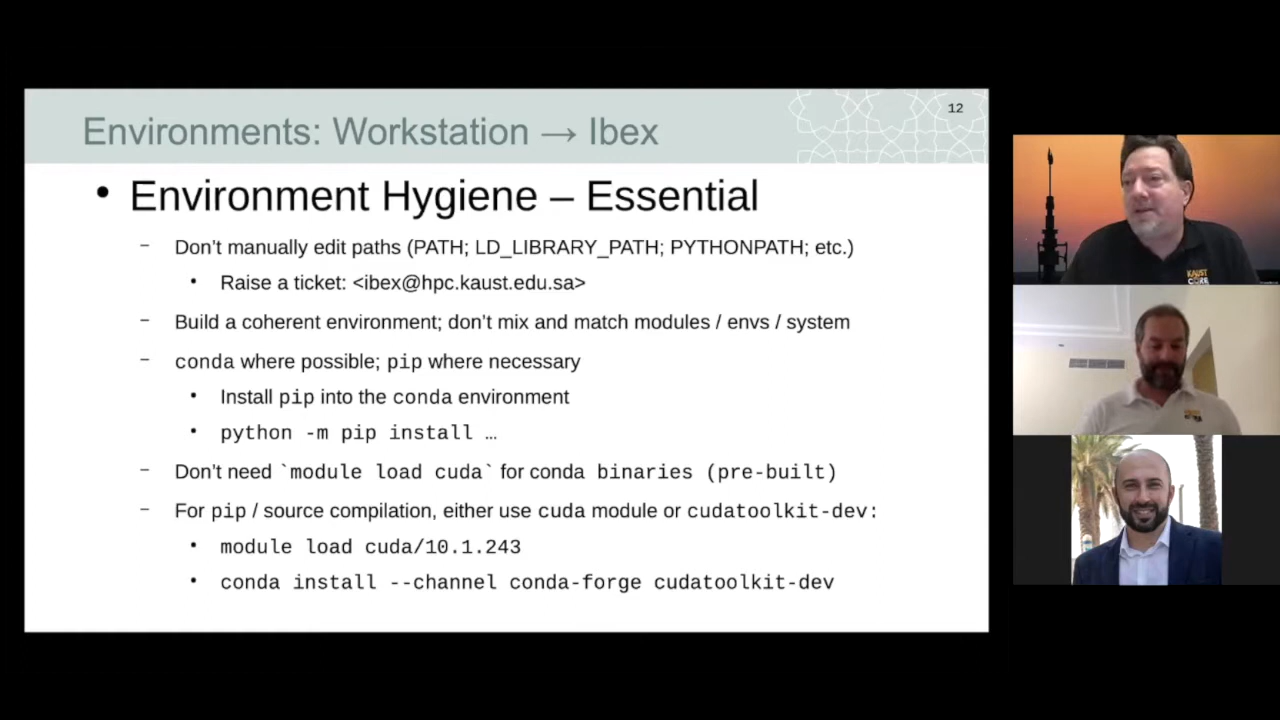 Environments: Workstation → Ibex
12
• Environment Hygiene – Essential
– Don't manually edit paths (PATH; LD_LIBRARY_PATH; PYTHONPATH; etc.)
• Raise a ticket: <ibex@hpc.kaust.edu.sa>
– Build a coherent environment; don't mix and match modules / envs / system
– conda where possible; pip where necessary
• Install pip into the conda environment
• python -m pip install …
– Don't need `module load cuda` for conda binaries (pre-built)
– For pip / source compilation, either use cuda module or cudatoolkit-dev:
• module load cuda/10.1.243
• conda install --channel conda-forge cudatoolkit-dev
KAUST
CORE